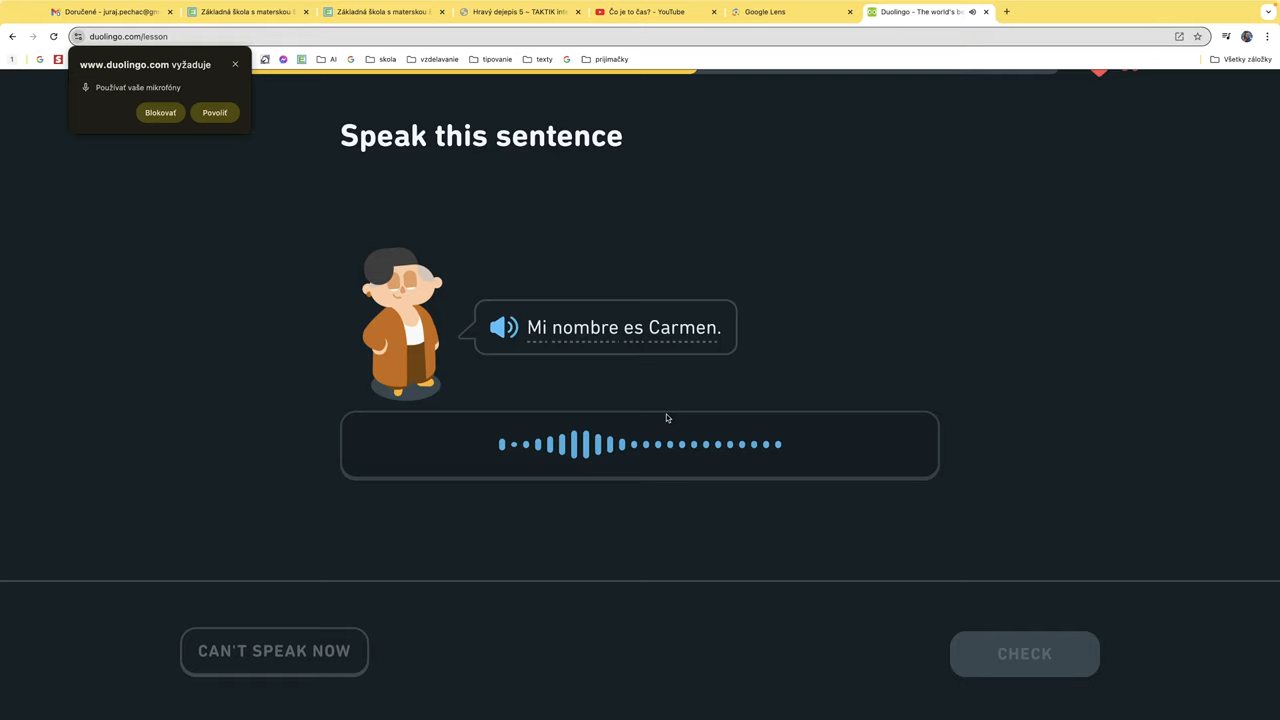 Doručené - juraj.pechac@gm
Základná škola s materskou š
Základná škola s materskou š
Hravý dejepis 5 ~ TAKTIK inte
Čo je to čas? - YouTube
Google Lens
Duolingo - The world's be
duolingo.com/lesson
1
AI
skola
vzdelavanie
tipovanie
texty
prijimačky
Všetky záložky
www.duolingo.com vyžaduje
Používať vaše mikrofóny
Blokovať
Povoliť
Speak this sentence
Mi nombre es Carmen.
CAN'T SPEAK NOW
CHECK